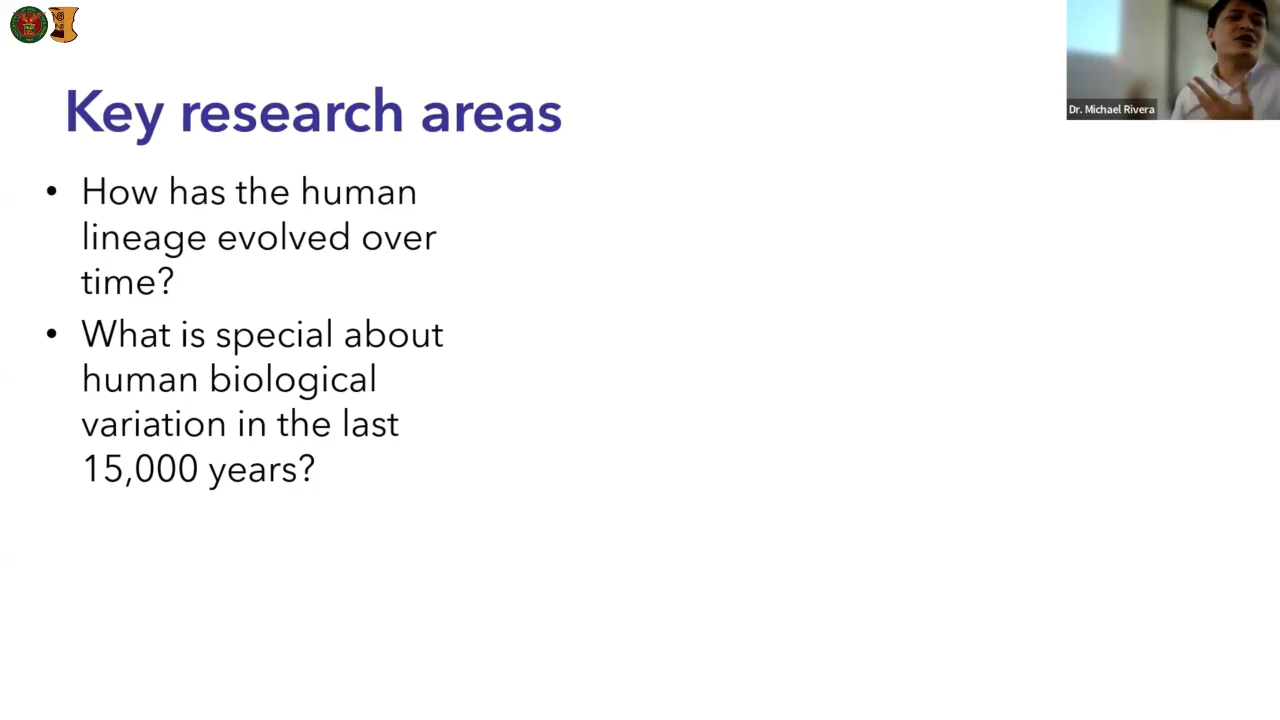 Key research areas
• How has the human
lineage evolved over
time?
• What is special about
human biological
variation in the last
15,000 years?
Dr. Michael Rivera